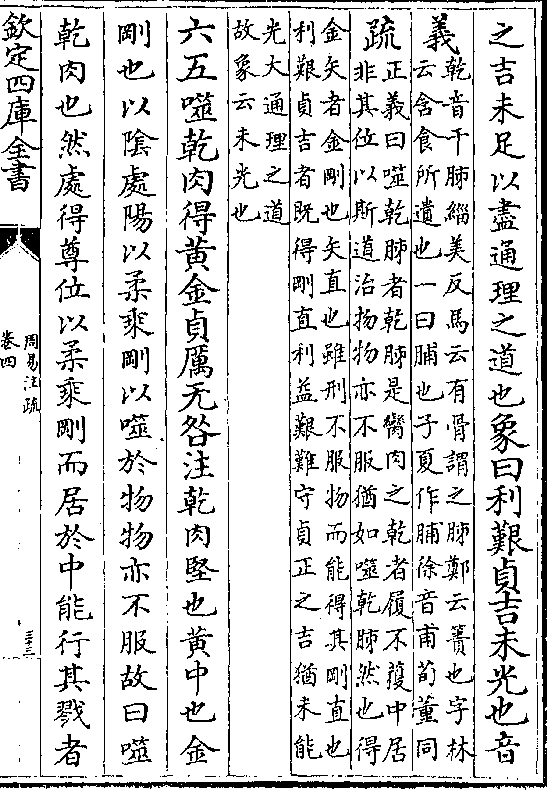 之吉未足以盡通理之道也象曰利艱貞吉未光也音
義乾音干胏緇美反馬云有骨謂之胏鄭云簀也字林
云含食所遺也一曰脯也子夏作脯徐音甫荀董同
疏正義曰噬乾胏者乾胏是臠肉之乾者履不獲中居
非其位以斯道治物物亦不服猶如噬乾胏然也得
金矢者金剛也矢直也雖刑不服物而能得其剛直也
利艱貞吉者既得剛直利益艱難守貞正之吉猶未能
光大通理之道
故象云未光也
六五噬乾肉得黃金貞厲无咎注乾肉堅也黃中也金
剛也以陰處陽以柔乘剛以噬於物物亦不服故曰噬
乾肉也然處得尊位以柔乘剛而居於中能行其戮者
欽定四庫全書
周易注疏
卷四
三十三